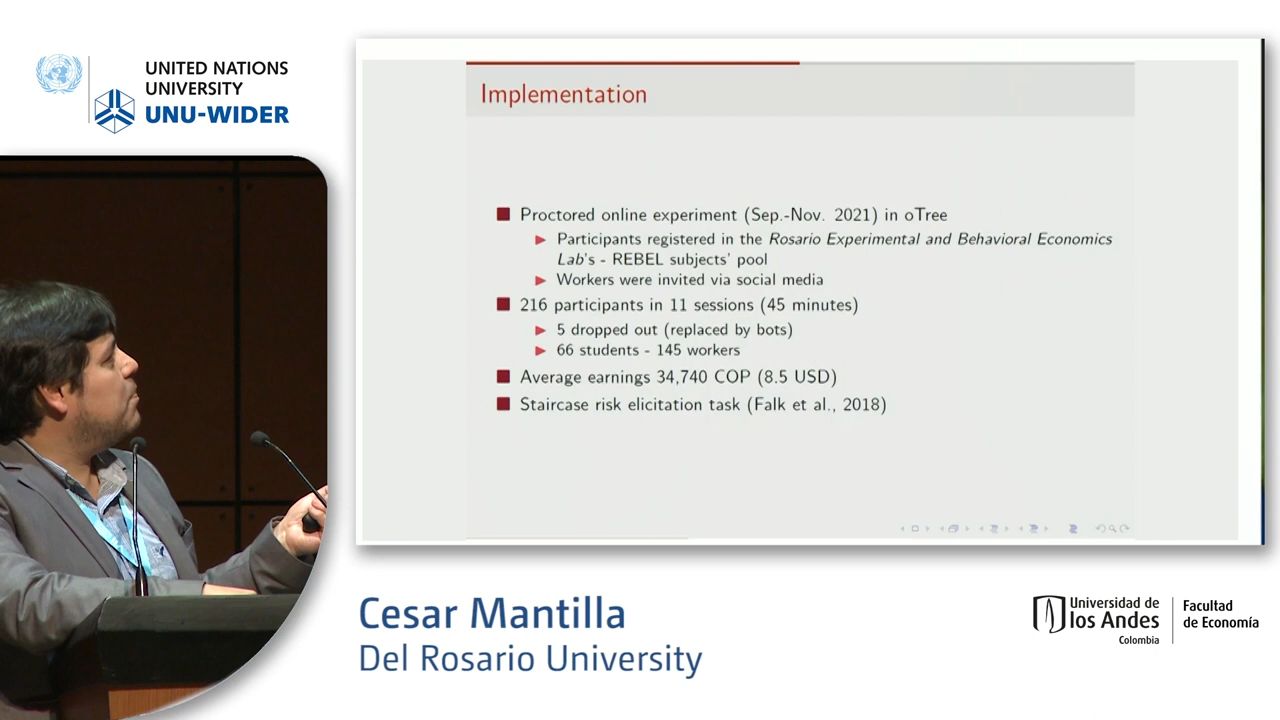 UNITED NATIONS
UNIVERSITY
UNU-WIDER
Implementation
Proctored online experiment (Sep.-Nov. 2021) in oTree
Participants registered in the Rosario Experimental and Behavioral Economics
Lab's - REBEL subjects' pool
Workers were invited via social media
216 participants in 11 sessions (45 minutes)
5 dropped out (replaced by bots)
66 students - 145 workers
Average earnings 34,740 COP (8.5 USD)
Staircase risk elicitation task (Falk et al., 2018)
Cesar Mantilla
Del Rosario University
Universidad de
los Andes
Colombia
Facultad
de Economía